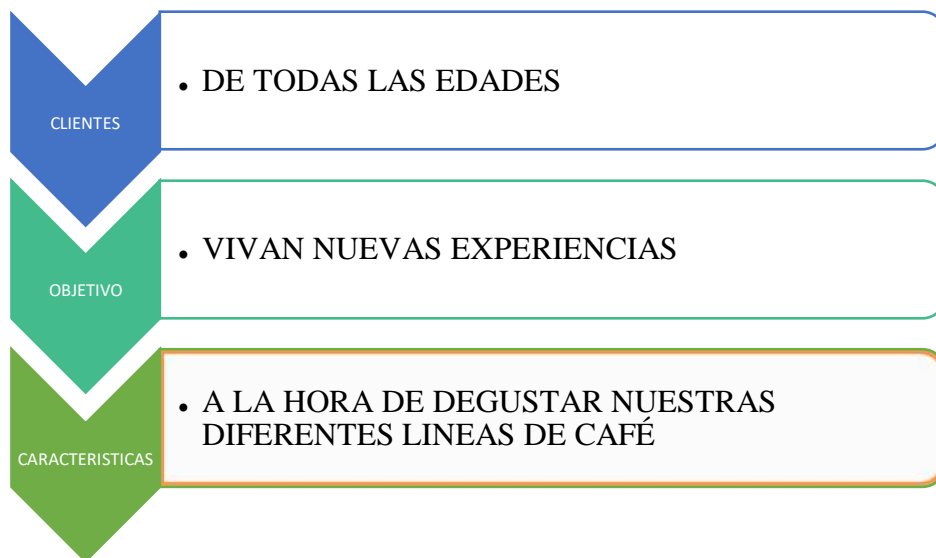 CLIENTES
• DE TODAS LAS EDADES
OBJETIVO
• VIVAN NUEVAS EXPERIENCIAS
CARACTERISTICAS
• A LA HORA DE DEGUSTAR NUESTRAS
DIFERENTES LINEAS DE CAFÉ